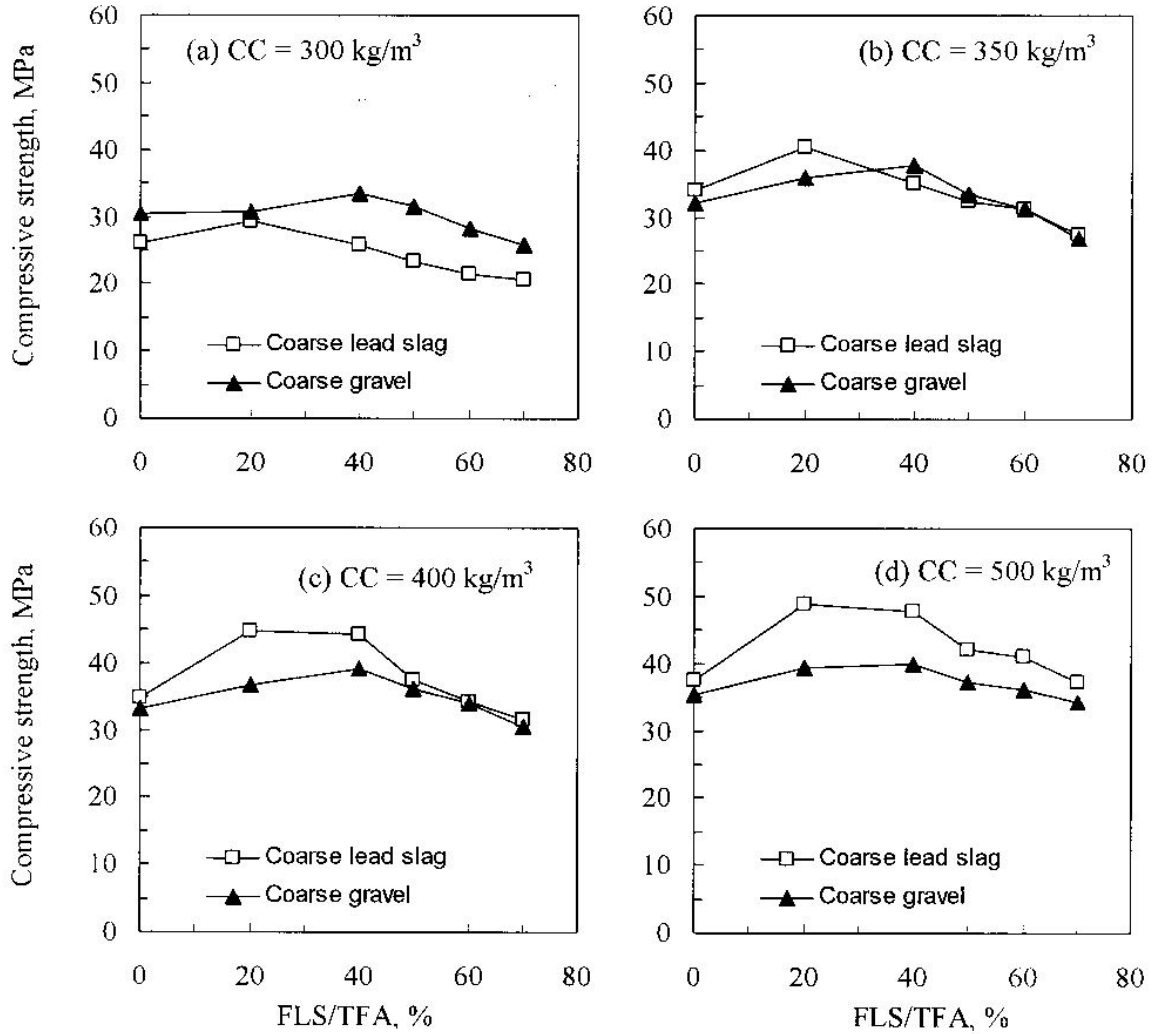 (a) CC = 300 kg/m³
Compressive strength, MPa
60
50
40
30
20
10
0
Coarse lead slag
Coarse gravel
0 20 40 60 80
(b) CC = 350 kg/m³
60
50
40
30
20
10
0
Coarse lead slag
Coarse gravel
0 20 40 60 80
(c) CC = 400 kg/m³
Compressive strength, MPa
60
50
40
30
20
10
0
Coarse lead slag
Coarse gravel
0 20 40 60 80
FLS/TFA, %
(d) CC = 500 kg/m³
60
50
40
30
20
10
0
Coarse lead slag
Coarse gravel
0 20 40 60 80
FLS/TFA, %